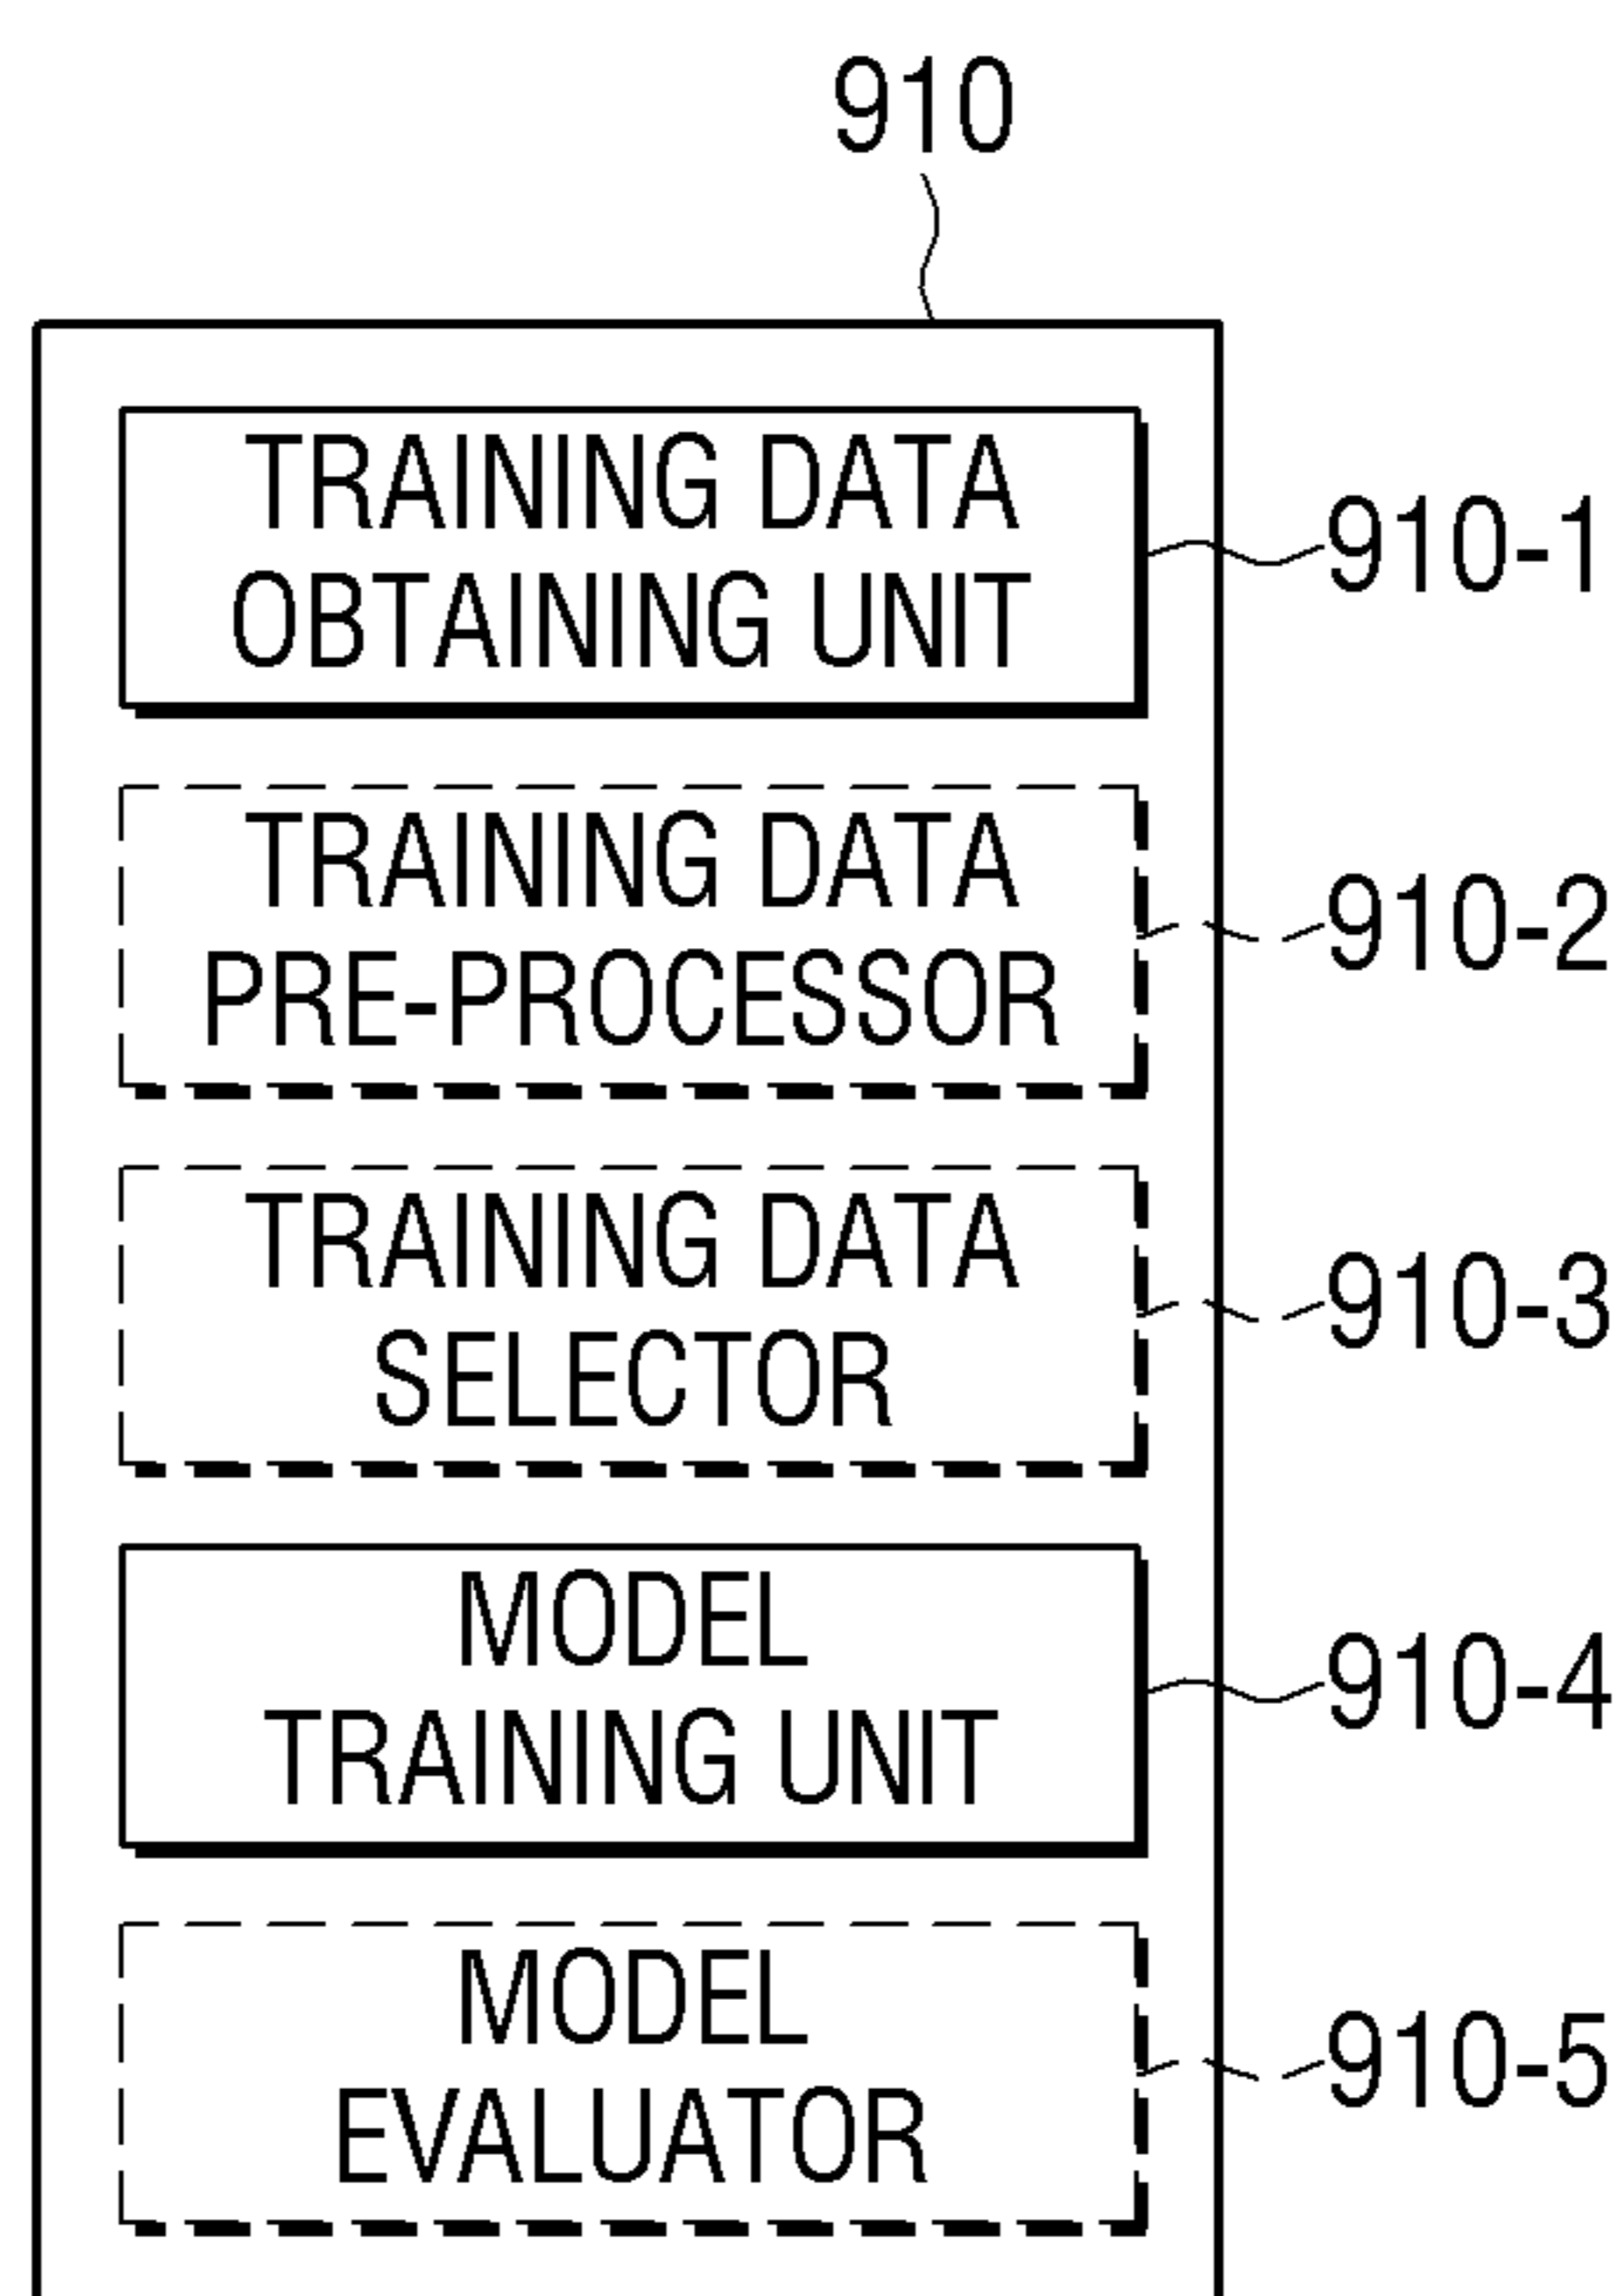 910
TRAINING DATA
OBTAINING UNIT
910-1
TRAINING DATA
PRE-PROCESSOR
910-2
TRAINING DATA
SELECTOR
910-3
MODEL
TRAINING UNIT
910-4
MODEL
EVALUATOR
910-5